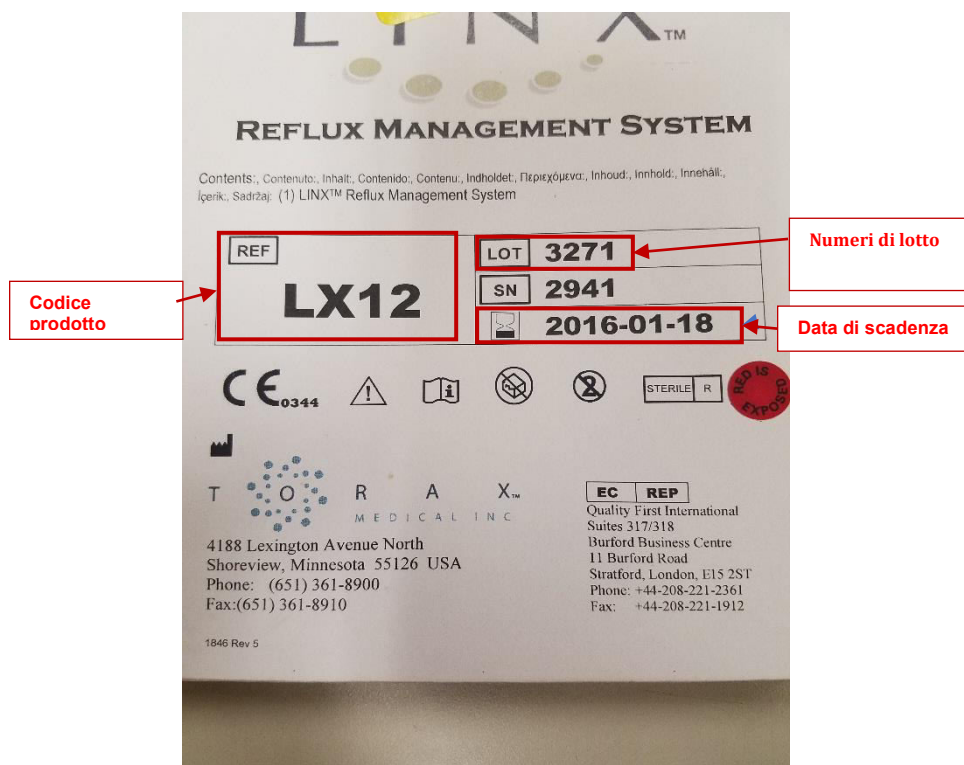 LINX™
REFLUX MANAGEMENT SYSTEM
Contents:, Contenuto:, Inhalt:, Contenido:, Contenu:, Indholdet:, Περιεχόμενα:, Inhoud:, Innhold:, Innehåll:,
İçerik:, Sadržaj: (1) LINX™ Reflux Management System
REF
LX12
LOT 3271
SN 2941
2016-01-18
Numeri di lotto
Codice
prodotto
Data di scadenza
CE0344
2
STERILE R
RED IS
EXPOSED
TORAX™
MEDICAL INC
4188 Lexington Avenue North
Shoreview, Minnesota 55126 USA
Phone: (651) 361-8900
Fax:(651) 361-8910
EC REP
Quality First International
Suites 317/318
Burford Business Centre
11 Burford Road
Stratford, London, E15 2ST
Phone: +44-208-221-2361
Fax: +44-208-221-1912
1846 Rev 5